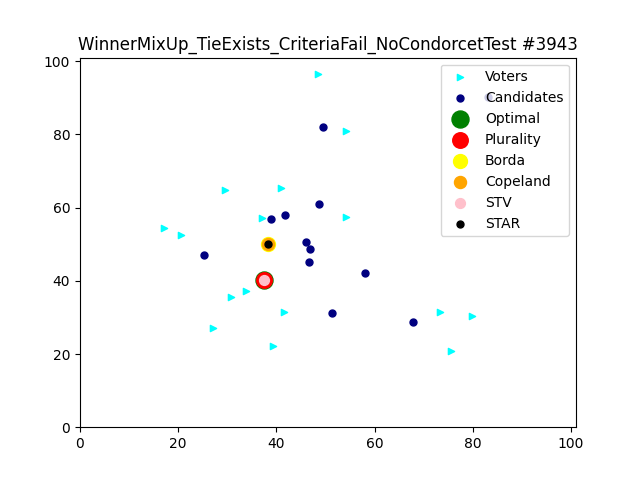 WinnerMixUp_TieExists_CriteriaFail_NoCondorcetTest #3943
100
80
60
40
20
0
0 20 40 60 80 100
Voters
Candidates
Optimal
Plurality
Borda
Copeland
STV
STAR